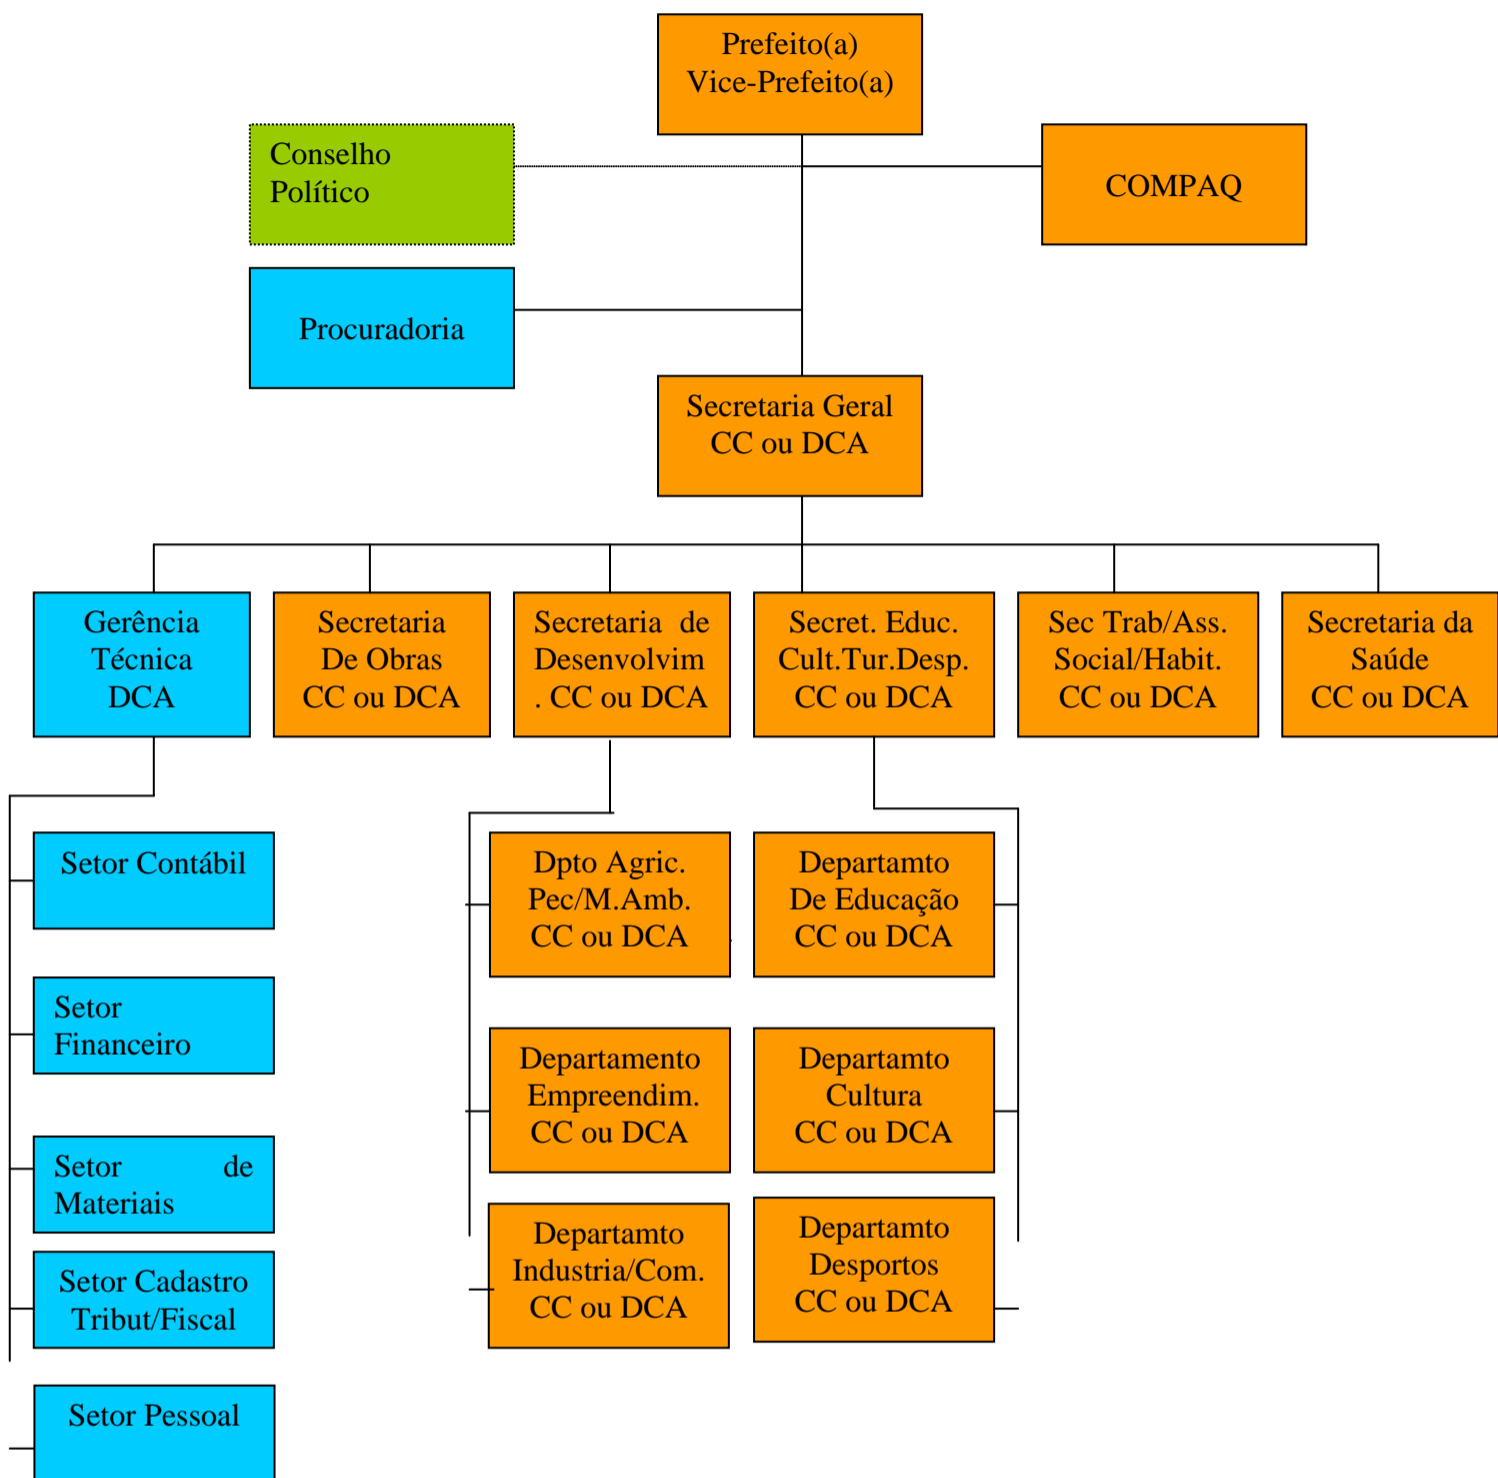 Prefeito(a)
Vice-Prefeito(a)
Conselho
Político
COMPAQ
Procuradoria
Secretaria Geral
CC ou DCA
Gerência
Técnica
DCA
Secretaria
De Obras
CC ou DCA
Secretaria de
Desenvolvim
. CC ou DCA
Secret. Educ.
Cult.Tur.Desp.
CC ou DCA
Sec Trab/Ass.
Social/Habit.
CC ou DCA
Secretaria da
Saúde
CC ou DCA
Setor Contábil
Dpto Agric.
Pec/M.Amb.
CC ou DCA
Departamto
De Educação
CC ou DCA
Setor
Financeiro
Departamento
Empreendim.
CC ou DCA
Departamto
Cultura
CC ou DCA
Setor de
Materiais
Departamto
Industria/Com.
CC ou DCA
Departamto
Desportos
CC ou DCA
Setor Cadastro
Tribut/Fiscal
Setor Pessoal